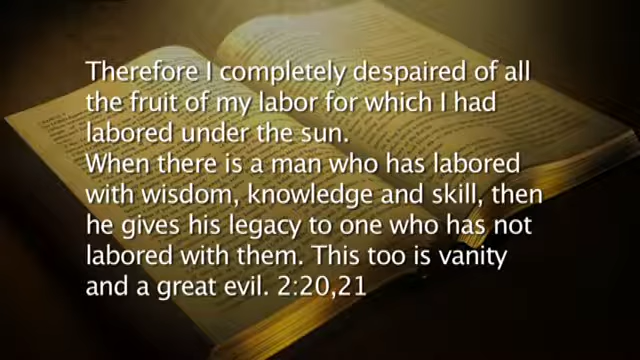 Therefore I completely despaired of all
the fruit of my labor for which I had
labored under the sun.
When there is a man who has labored
with wisdom, knowledge and skill, then
he gives his legacy to one who has not
labored with them. This too is vanity
and a great evil. 2:20,21